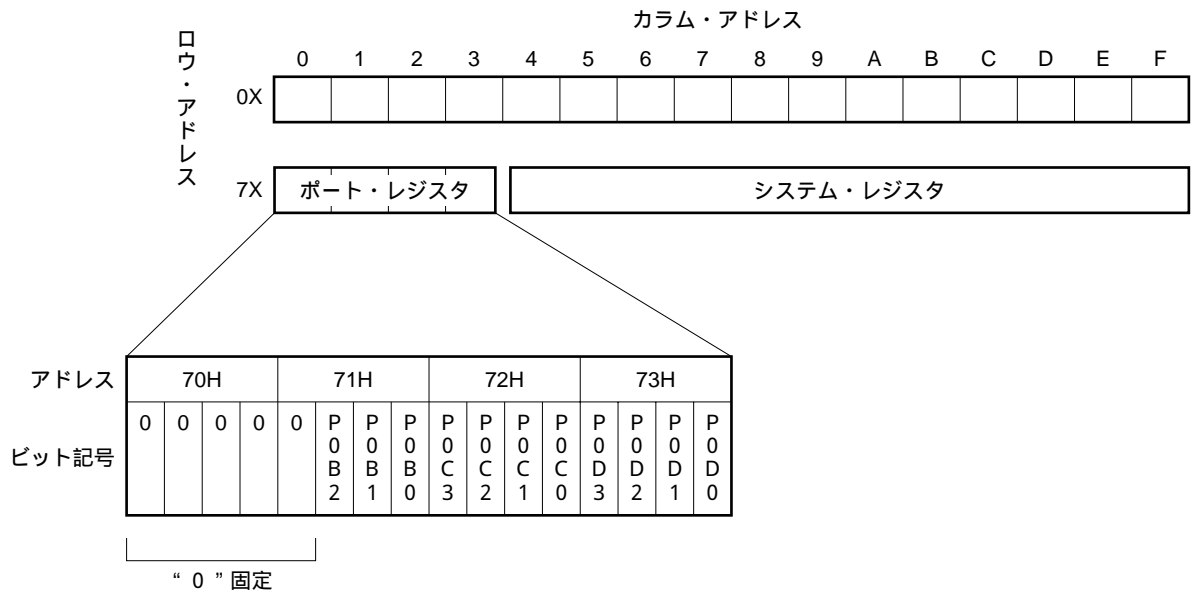 カラム・アドレス
ロウ・アドレス
0 1 2 3 4 5 6 7 8 9 A B C D E F
0X
7X ポート・レジスタ システム・レジスタ
アドレス 70H 71H 72H 73H
ビット記号 0 0 0 0 0 P0B2 P0B1 P0B0 P0C3 P0C2 P0C1 P0C0 P0D3 P0D2 P0D1 P0D0
“ 0 ”固定